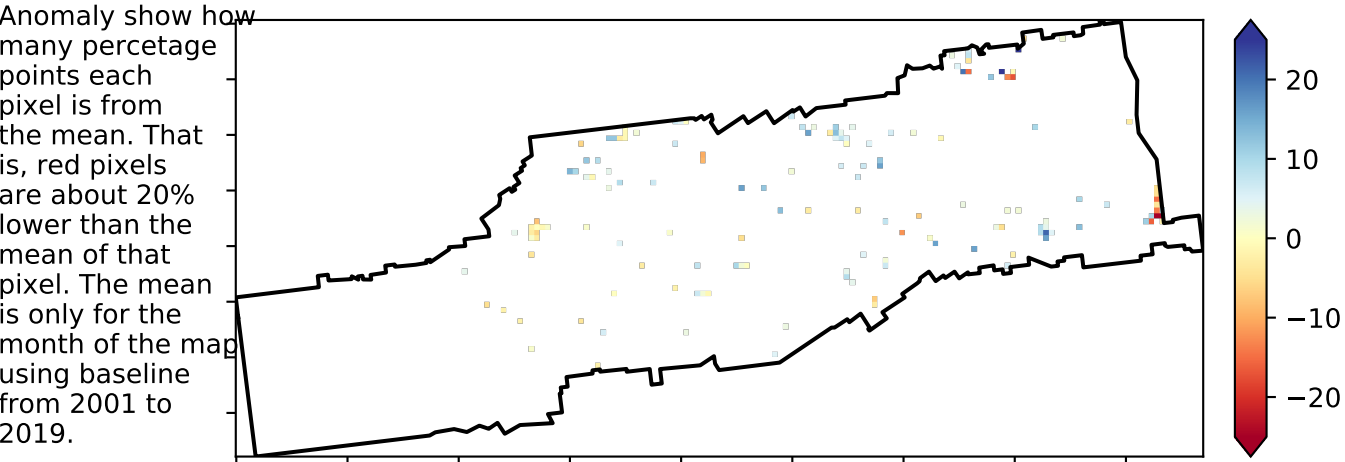 Anomaly show how
many percetage
points each
pixel is from
the mean. That
is, red pixels
are about 20%
lower than the
mean of that
pixel. The mean
is only for the
month of the map
using baseline
from 2001 to
2019.
20
10
0
−10
−20